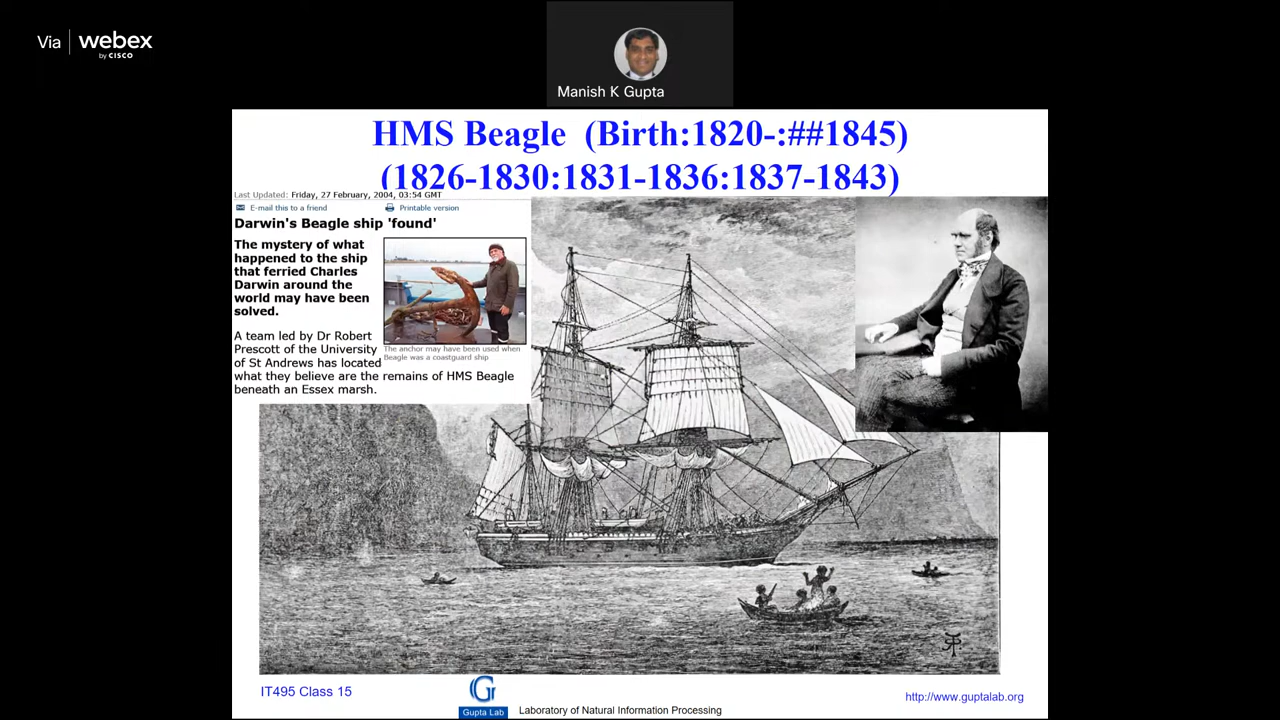 Via webex
by CISCO
Manish K Gupta
HMS Beagle (Birth:1820-:##1845)
(1826-1830:1831-1836:1837-1843)
Last Updated: Friday, 27 February, 2004, 03:54 GMT
E-mail this to a friend Printable version
Darwin's Beagle ship 'found'
The mystery of what
happened to the ship
that ferried Charles
Darwin around the
world may have been
solved.
The anchor may have been used when
Beagle was a coastguard ship
A team led by Dr Robert
Prescott of the University
of St Andrews has located
what they believe are the remains of HMS Beagle
beneath an Essex marsh.
IT495 Class 15
G
Gupta Lab
Laboratory of Natural Information Processing
http://www.guptalab.org